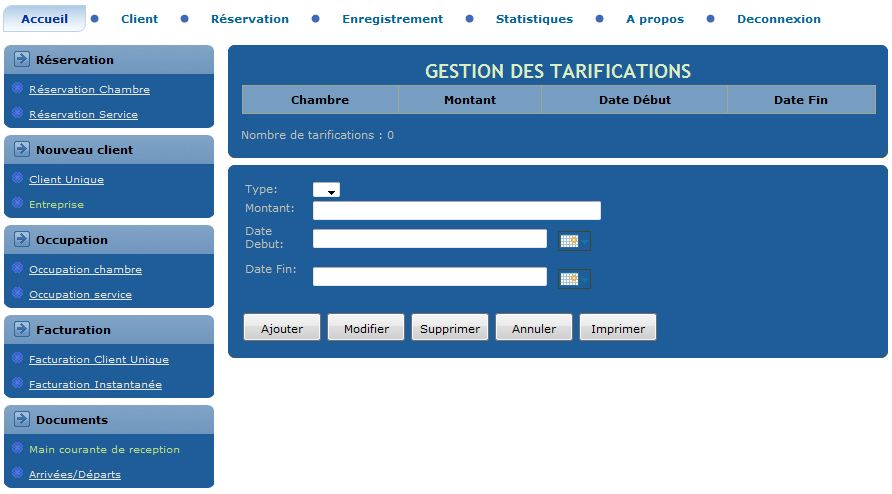 Accueil Client Réservation Enregistrement Statistiques A propos Deconnexion
Réservation
Réservation Chambre
Réservation Service
Nouveau client
Client Unique
Entreprise
Occupation
Occupation chambre
Occupation service
Facturation
Facturation Client Unique
Facturation Instantanée
Documents
Main courante de reception
Arrivées/Départs
GESTION DES TARIFICATIONS
Chambre Montant Date Début Date Fin
Nombre de tarifications : 0
Type:
Montant:
Date
Debut:
Date Fin:
Ajouter Modifier Supprimer Annuler Imprimer